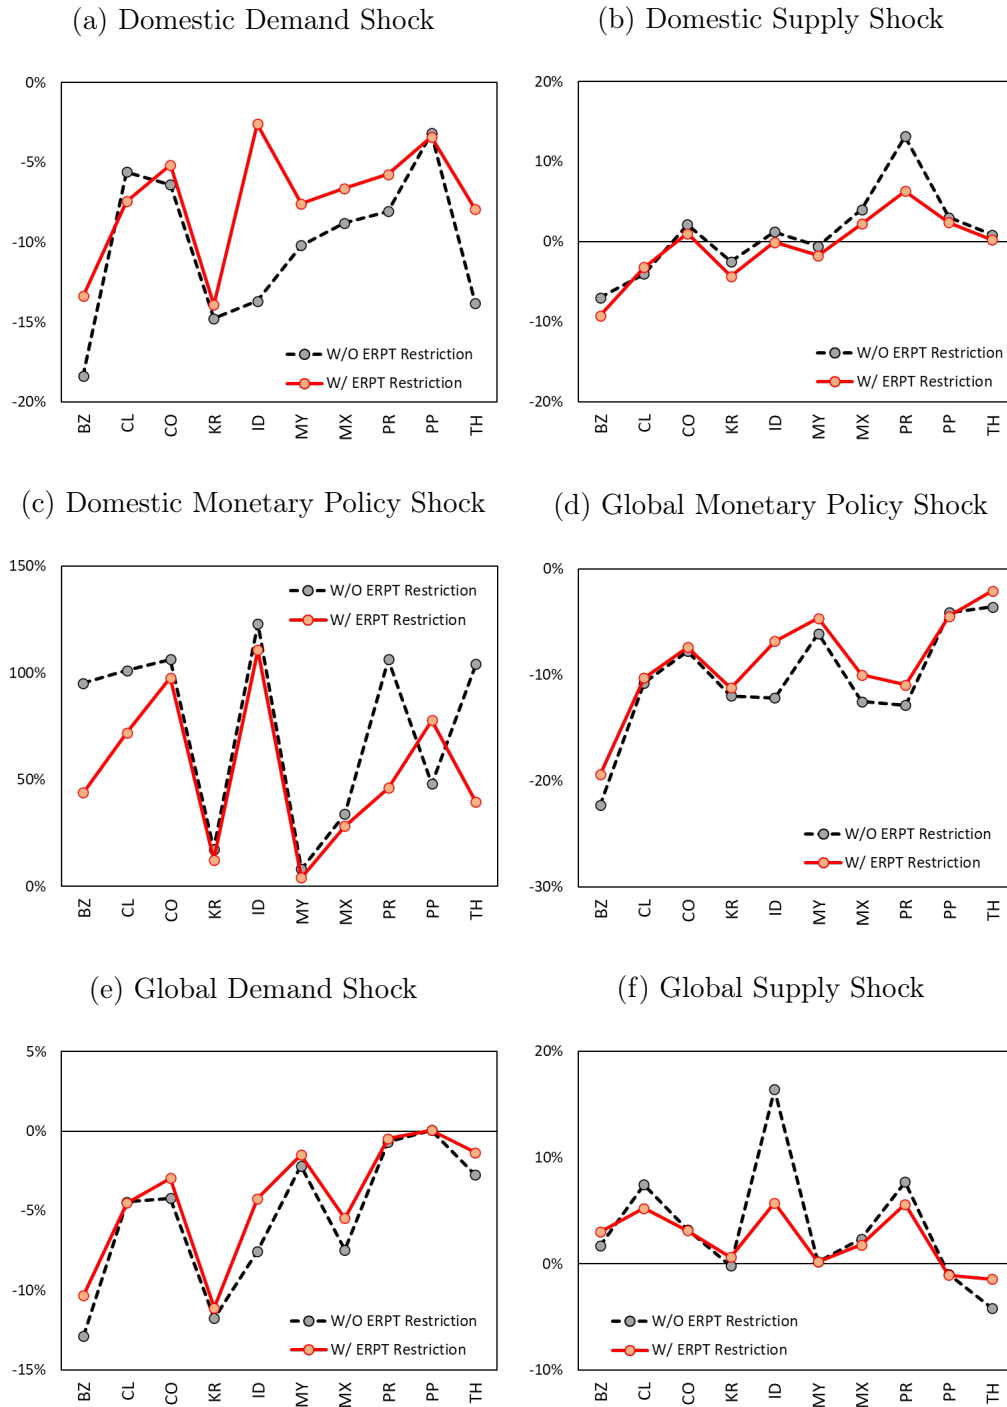 (a) Domestic Demand Shock
0%
-5%
-10%
-15%
-20%
W/O ERPT Restriction
W/ ERPT Restriction
BZ CL CO KR ID MY MX PR PP TH
(b) Domestic Supply Shock
20%
10%
0%
-10%
-20%
W/O ERPT Restriction
W/ ERPT Restriction
BZ CL CO KR ID MY MX PR PP TH
(c) Domestic Monetary Policy Shock
150%
100%
50%
0%
W/O ERPT Restriction
W/ ERPT Restriction
BZ CL CO KR ID MY MX PR PP TH
(d) Global Monetary Policy Shock
0%
-10%
-20%
-30%
W/O ERPT Restriction
W/ ERPT Restriction
BZ CL CO KR ID MY MX PR PP TH
(e) Global Demand Shock
5%
0%
-5%
-10%
-15%
W/O ERPT Restriction
W/ ERPT Restriction
BZ CL CO KR ID MY MX PR PP TH
(f) Global Supply Shock
20%
10%
0%
-10%
W/O ERPT Restriction
W/ ERPT Restriction
BZ CL CO KR ID MY MX PR PP TH